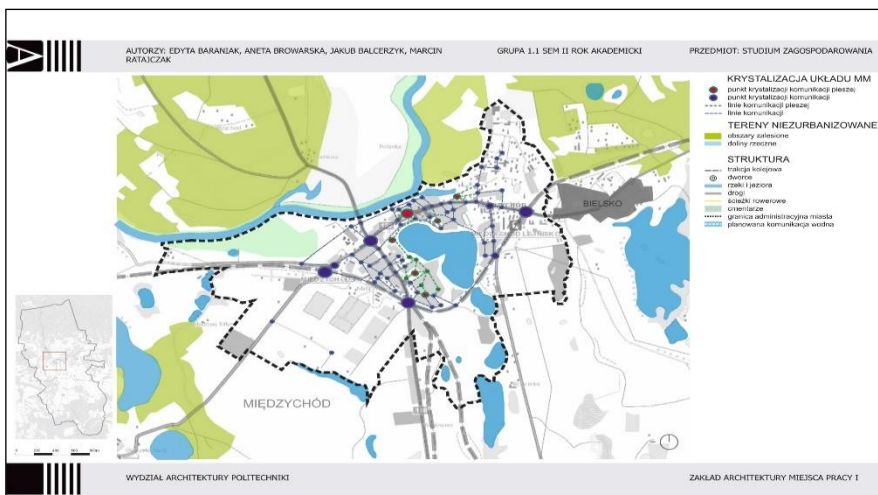 AUTORZY: EDYTA BARANIAK, ANETA BROWARSKA, JAKUB BALCERZYK, MARCIN
RATAJCZAK
GRUPA 1.1 SEM II ROK AKADEMICKI
PRZEDMIOT: STUDIUM ZAGOSPODAROWANIA
KRYSTALIZACJA UKŁADU MM
punkt krystalizacji komunikacji pieszej
punkt krystalizacji komunikacji
linie komunikacji pieszej
linie komunikacji
TERENY NIEZURBANIZOWANE
obszary zalesione
doliny rzeczne
STRUKTURA
trakcja kolejowa
dworce
rzeki i jeziora
drogi
ścieżki rowerowe
cmentarze
granica administracyjna miasta
planowana komunikacja wodna
BIELSKO
MIĘDZYCHÓD
WYDZIAŁ ARCHITEKTURY POLITECHNIKI
ZAKŁAD ARCHITEKTURY MIEJSCA PRACY I